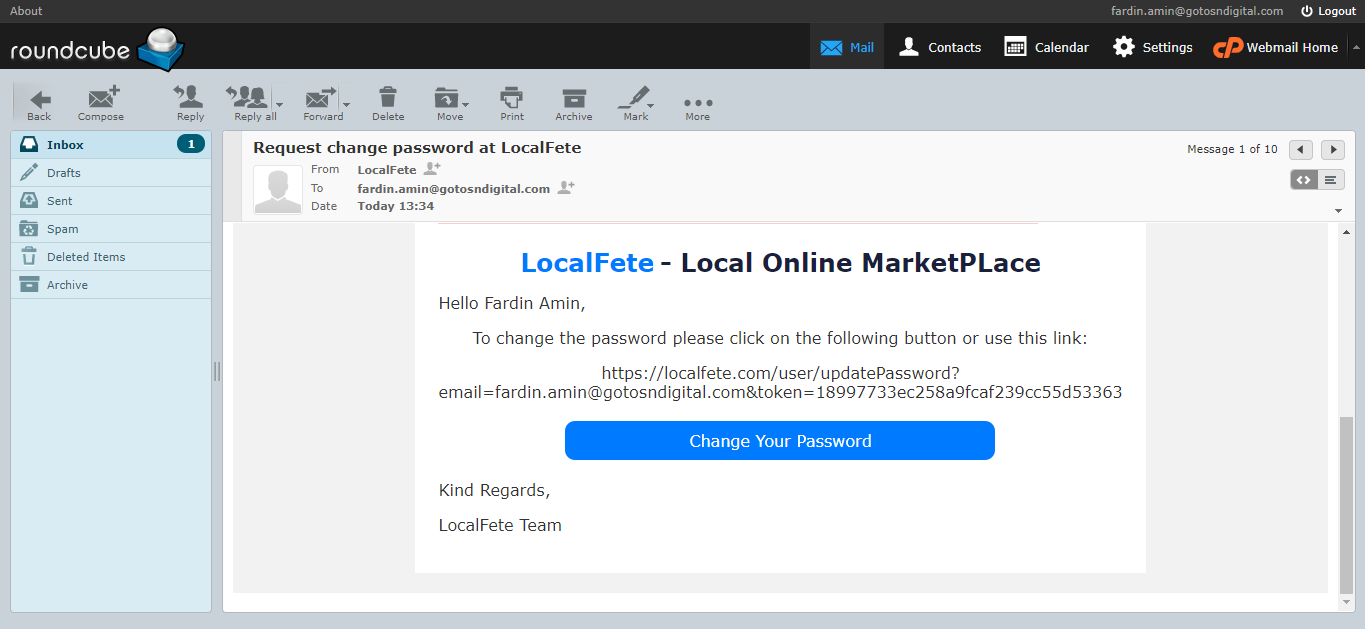 About
fardin.amin@gotosndigital.com Logout
roundcube
Mail Contacts Calendar Settings cP Webmail Home
Back Compose Reply Reply all Forward Delete Move Print Archive Mark More
Inbox 1
Drafts
Sent
Spam
Deleted Items
Archive
Request change password at LocalFete
Message 1 of 10
From LocalFete
To fardin.amin@gotosndigital.com
Date Today 13:34
LocalFete - Local Online MarketPLace
Hello Fardin Amin,
To change the password please click on the following button or use this link:
https://localfete.com/user/updatePassword?
email=fardin.amin@gotosndigital.com&token=18997733ec258a9fcaf239cc55d53363
Change Your Password
Kind Regards,
LocalFete Team